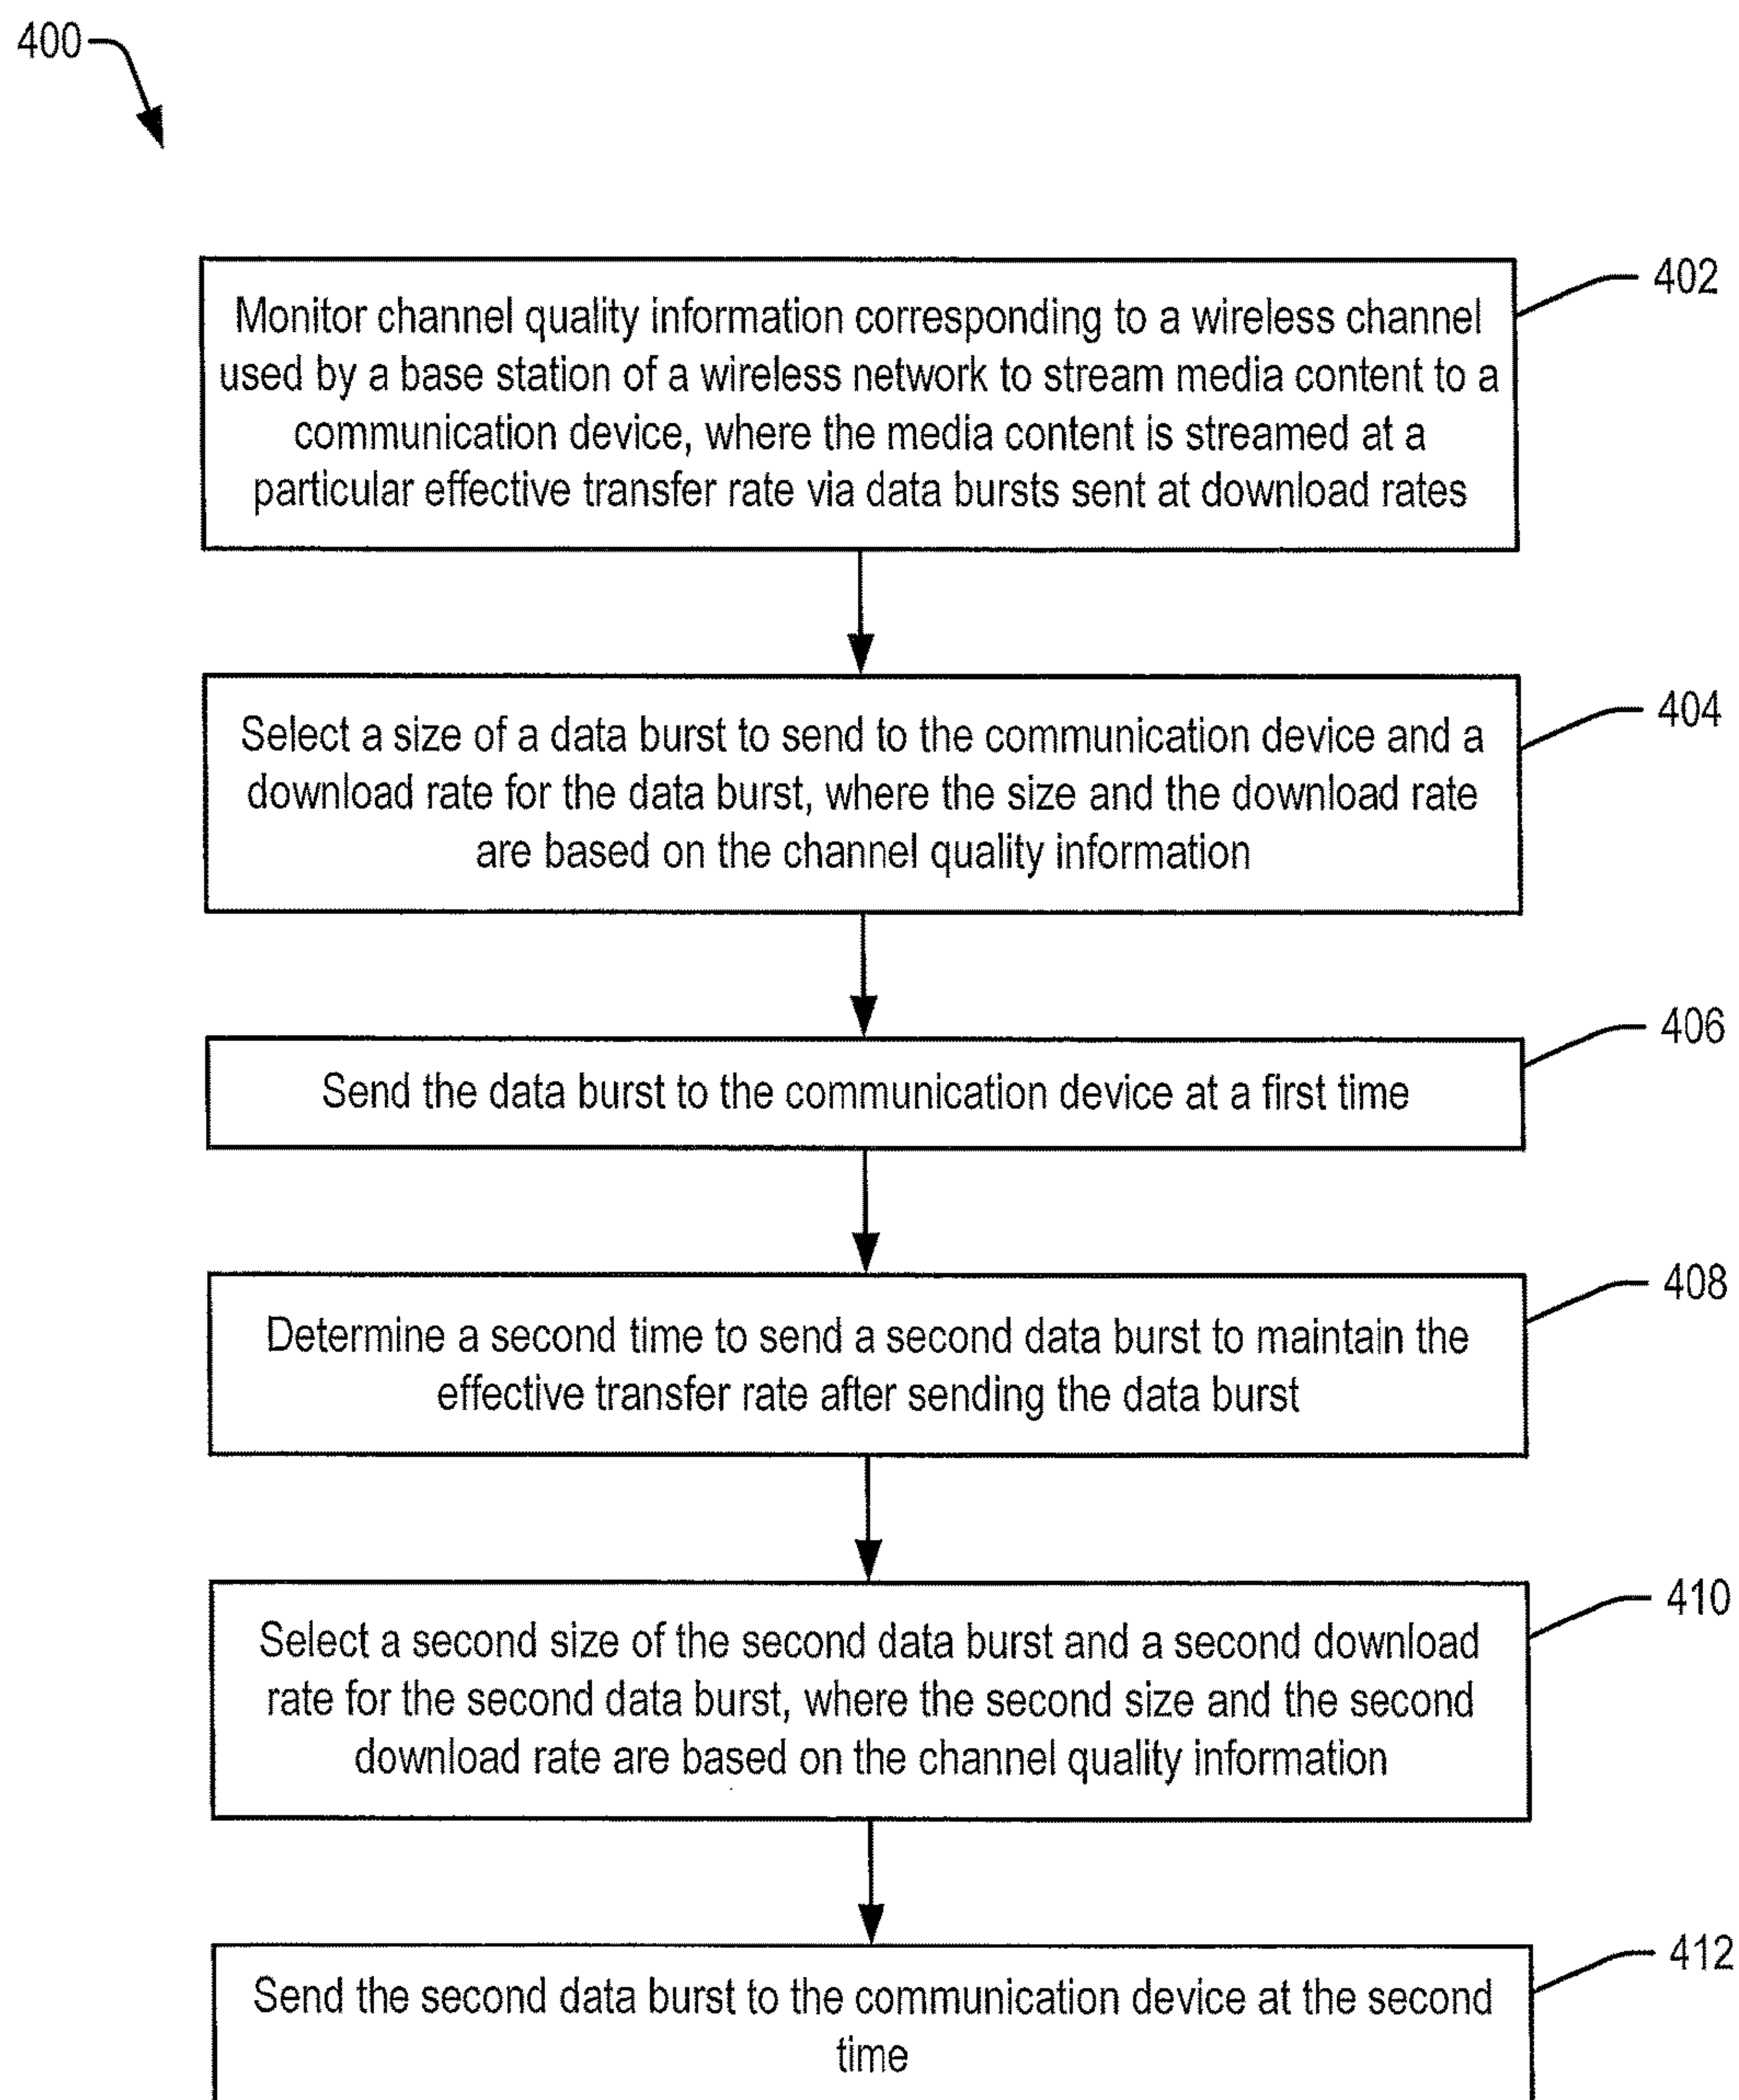 400
402
Monitor channel quality information corresponding to a wireless channel
used by a base station of a wireless network to stream media content to a
communication device, where the media content is streamed at a
particular effective transfer rate via data bursts sent at download rates
404
Select a size of a data burst to send to the communication device and a
download rate for the data burst, where the size and the download rate
are based on the channel quality information
406
Send the data burst to the communication device at a first time
408
Determine a second time to send a second data burst to maintain the
effective transfer rate after sending the data burst
410
Select a second size of the second data burst and a second download
rate for the second data burst, where the second size and the second
download rate are based on the channel quality information
412
Send the second data burst to the communication device at the second
time